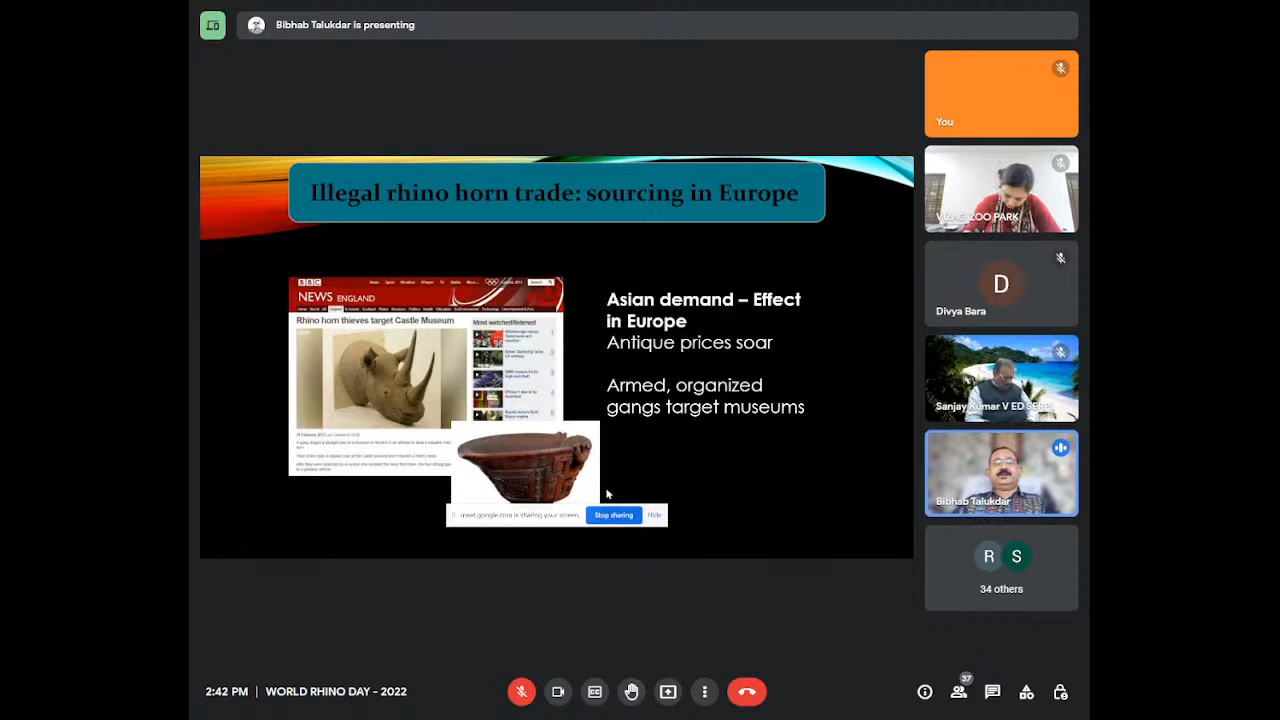 Bibhab Talukdar is presenting
You
VIZAG ZOO PARK
D
Divya Bara
Sanjay Kumar V ED
Bibhab Talukdar
R S
34 others
Illegal rhino horn trade: sourcing in Europe
BBC
NEWS ENGLAND
Rhino horn thieves target Castle Museum
Most watched/listened
Asian demand – Effect
in Europe
Antique prices soar
Armed, organized
gangs target museums
meet.google.com is sharing your screen.
Stop sharing
Hide
2:42 PM | WORLD RHINO DAY - 2022
37